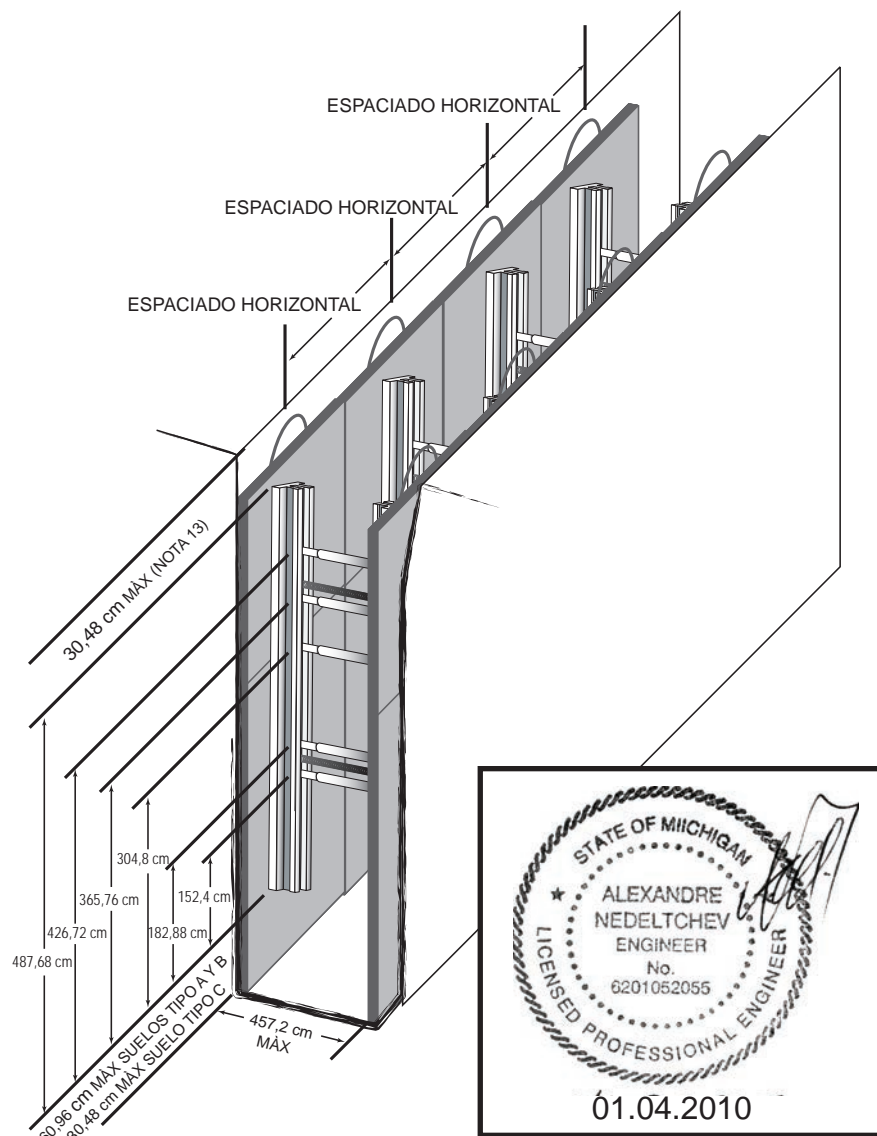 ESPACIADO HORIZONTAL
ESPACIADO HORIZONTAL
ESPACIADO HORIZONTAL
30,48 cm MÀX (NOTA 13)
304,8 cm
365,76 cm
152,4 cm
426,72 cm
182,88 cm
487,68 cm
60,96 cm MÀX SUELOS TIPO A Y B
30,48 cm MÀX SUELO TIPO C
457,2 cm
MÀX
STATE OF MIICHIGAN
ALEXANDRE
NEDELTCHEV
ENGINEER
No.
6201052055
LICENSED PROFESSIONAL ENGINEER
01.04.2010